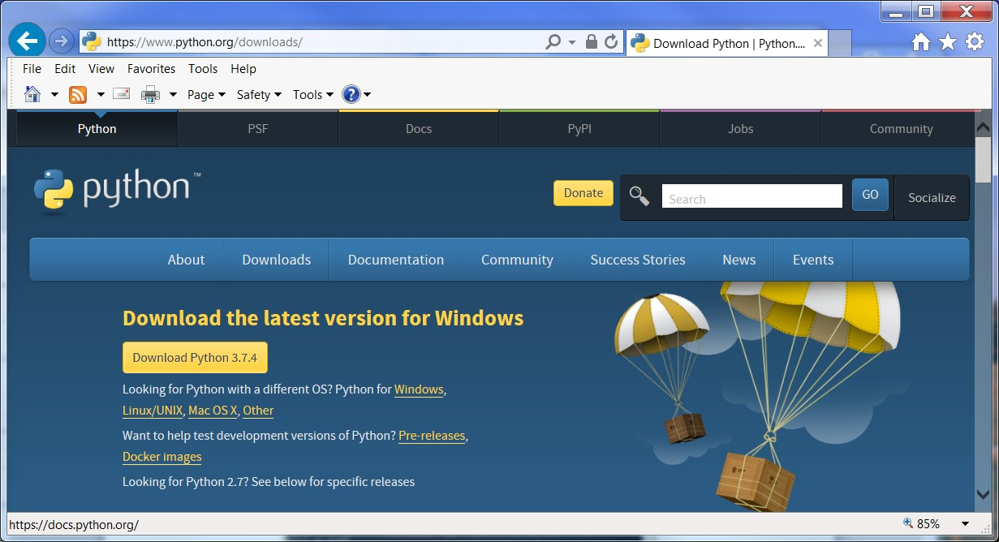 https://www.python.org/downloads/
Download Python | Python....
File Edit View Favorites Tools Help
Page Safety Tools
Python PSF Docs PyPI Jobs Community
python™
Donate
Search
GO
Socialize
About Downloads Documentation Community Success Stories News Events
Download the latest version for Windows
Download Python 3.7.4
Looking for Python with a different OS? Python for Windows,
Linux/UNIX, Mac OS X, Other
Want to help test development versions of Python? Pre-releases,
Docker images
Looking for Python 2.7? See below for specific releases
https://docs.python.org/
85%